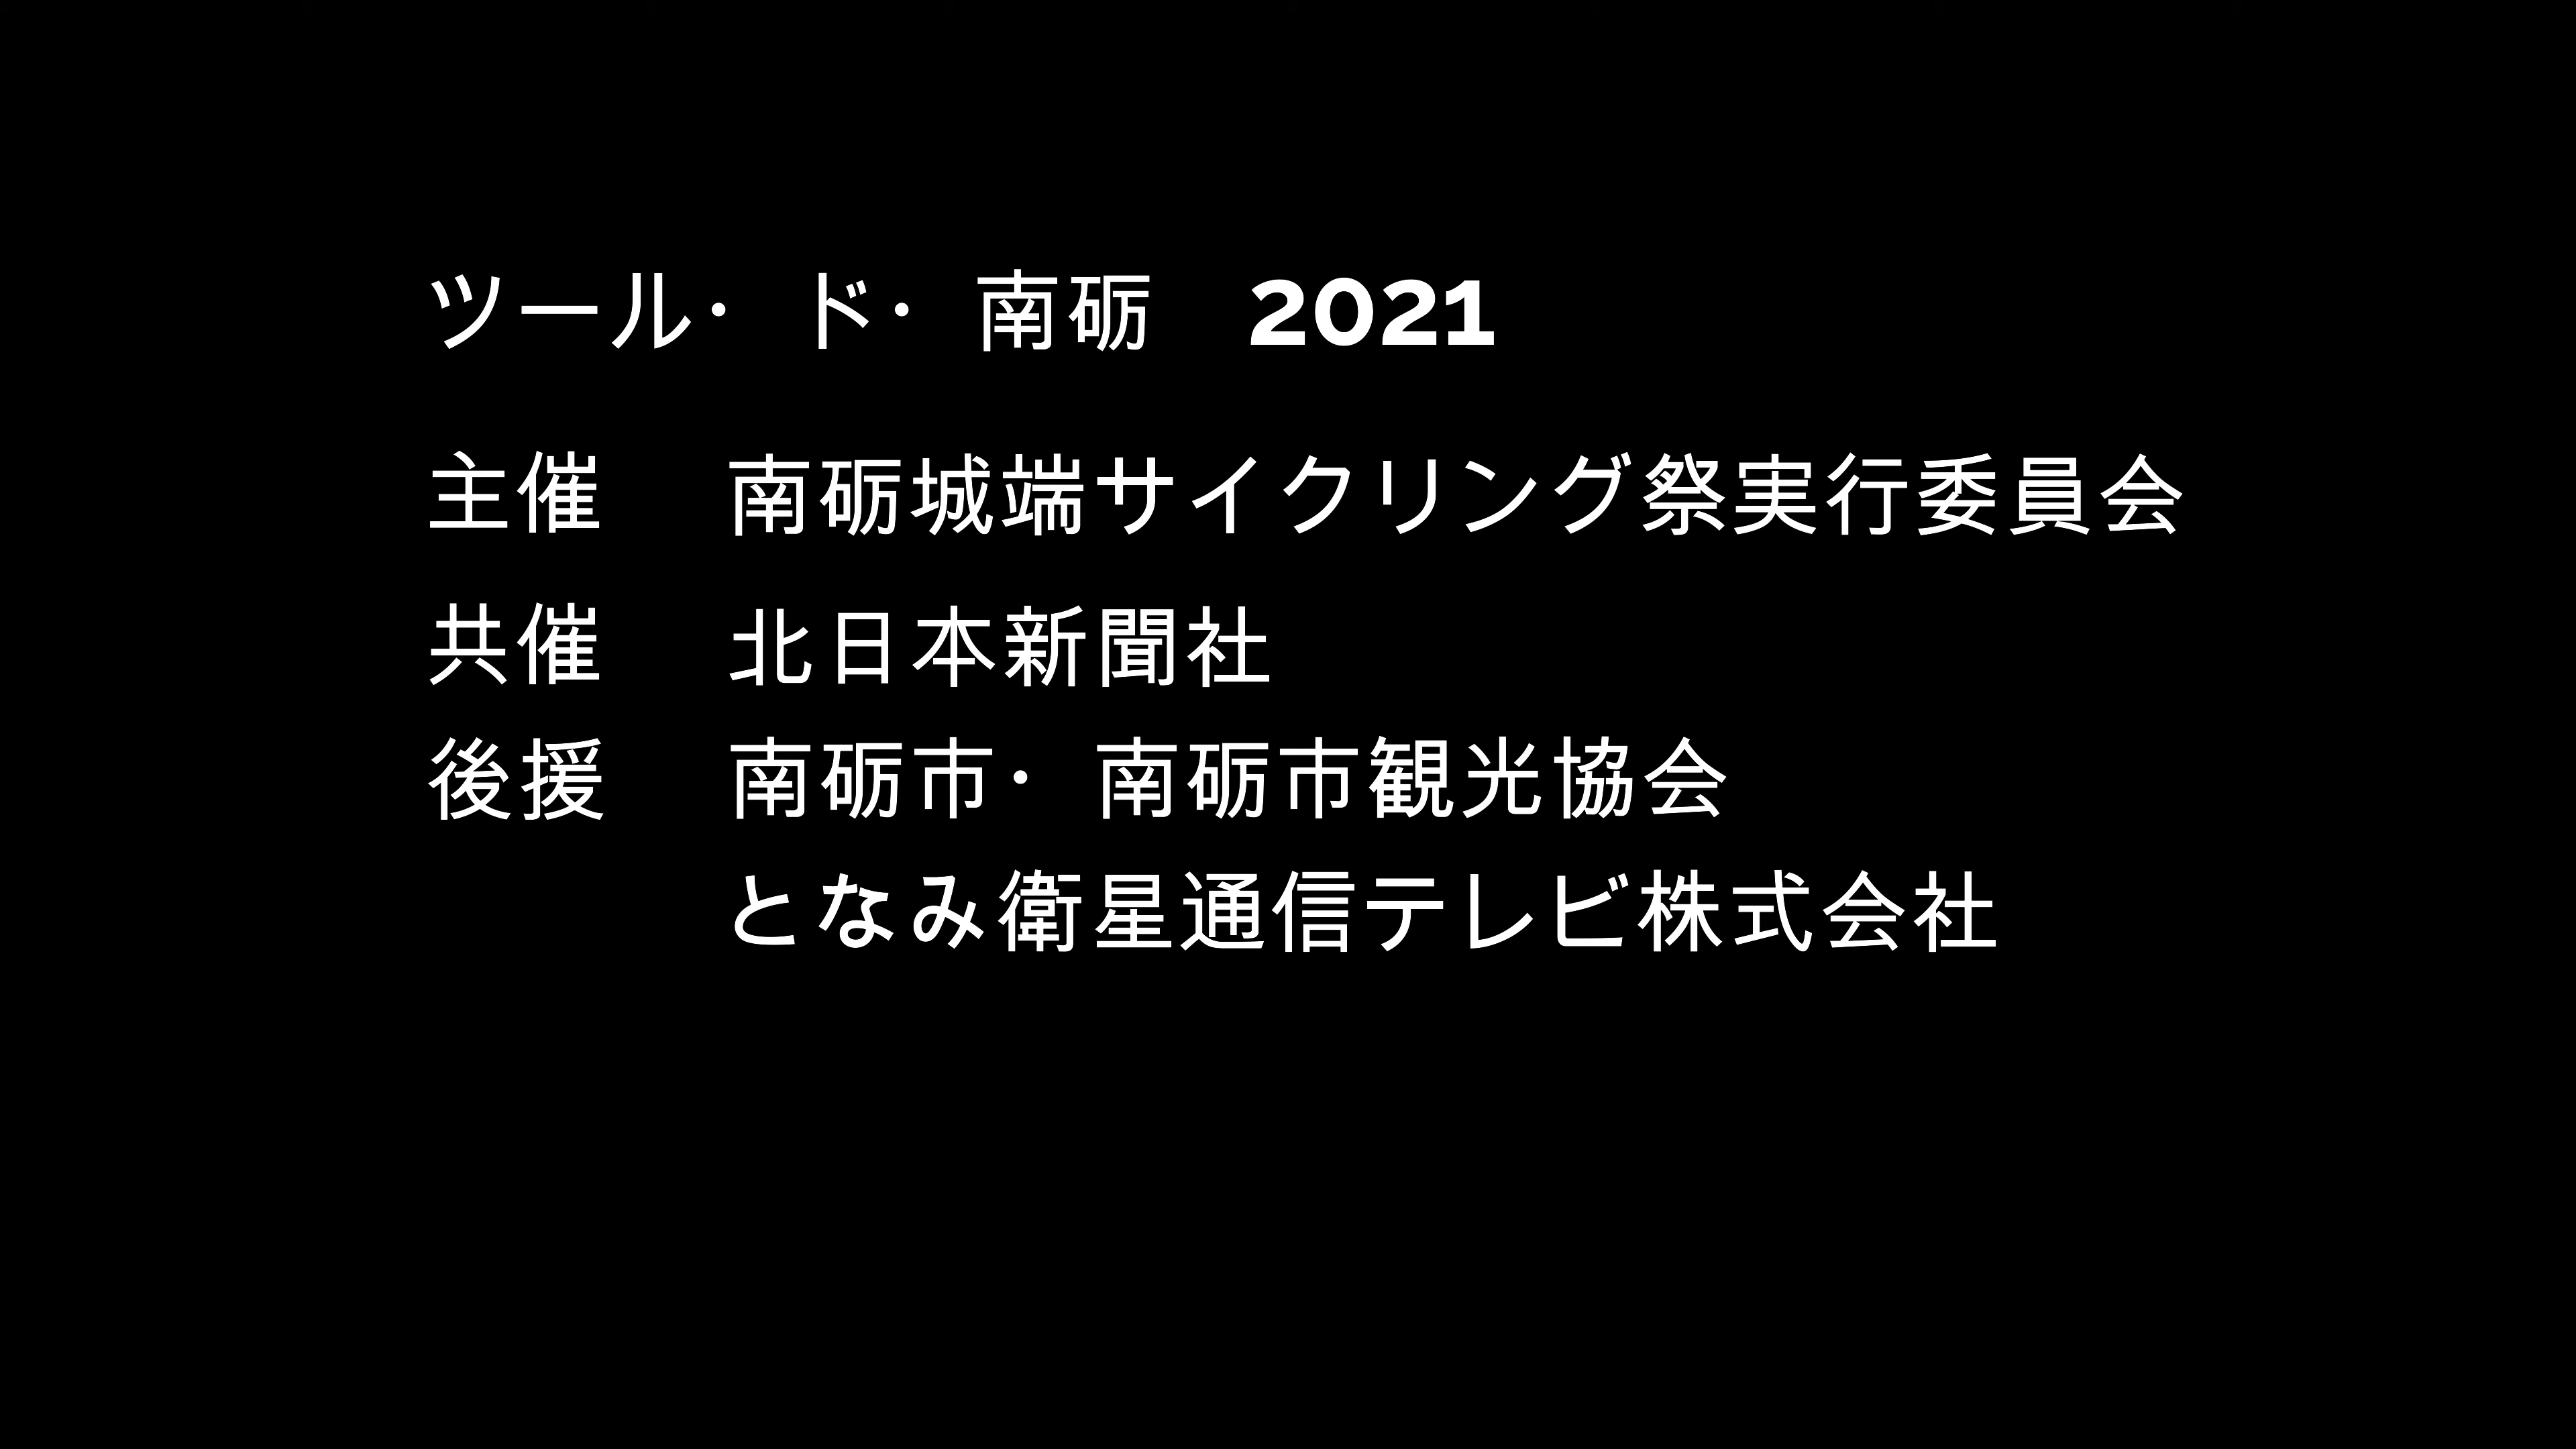 ツール・ド・南砺　2021
主催　南砺城端サイクリング祭実行委員会
共催　北日本新聞社
後援　南砺市・南砺市観光協会
となみ衛星通信テレビ株式会社